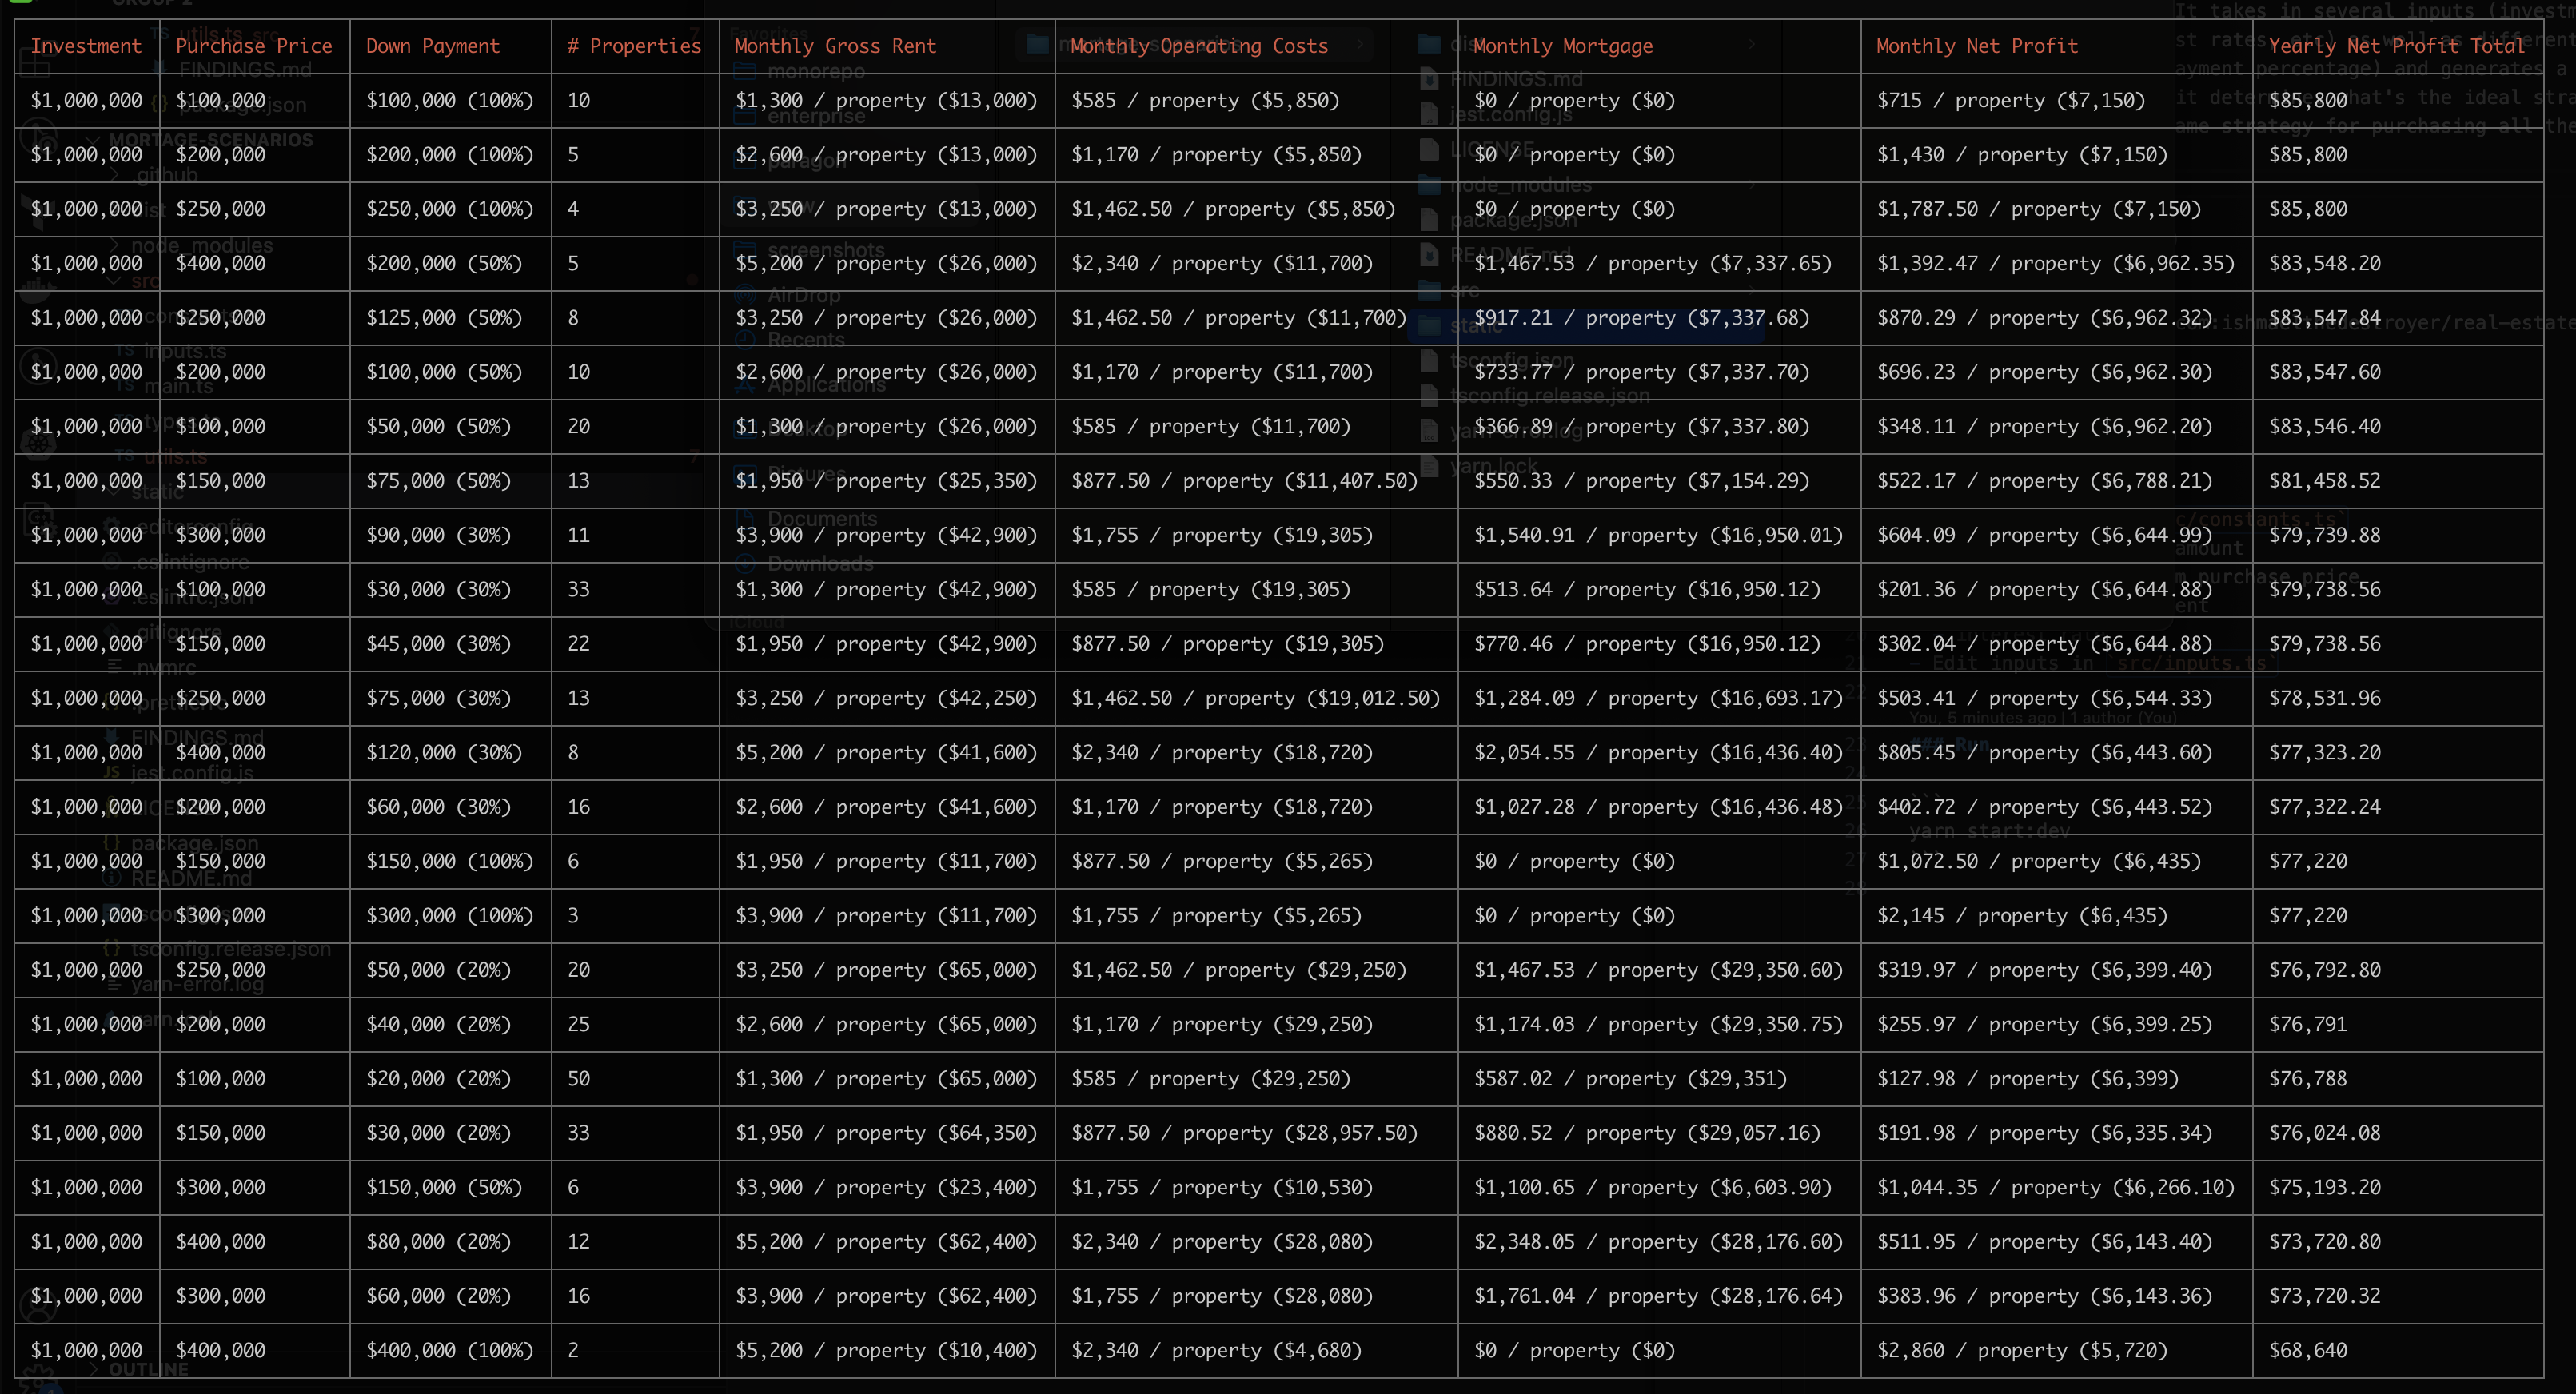 Investment Purchase Price Down Payment # Properties Monthly Gross Rent Monthly Operating Costs Monthly Mortgage Monthly Net Profit Yearly Net Profit Total
$1,000,000 $100,000 $100,000 (100%) 10 $1,300 / property ($13,000) $585 / property ($5,850) $0 / property ($0) $715 / property ($7,150) $85,800
$1,000,000 $200,000 $200,000 (100%) 5 $2,600 / property ($13,000) $1,170 / property ($5,850) $0 / property ($0) $1,430 / property ($7,150) $85,800
$1,000,000 $250,000 $250,000 (100%) 4 $3,250 / property ($13,000) $1,462.50 / property ($5,850) $0 / property ($0) $1,787.50 / property ($7,150) $85,800
$1,000,000 $400,000 $200,000 (50%) 5 $5,200 / property ($26,000) $2,340 / property ($11,700) $1,467.53 / property ($7,337.65) $1,392.47 / property ($6,962.35) $83,548.20
$1,000,000 $250,000 $125,000 (50%) 8 $3,250 / property ($26,000) $1,462.50 / property ($11,700) $917.21 / property ($7,337.68) $870.29 / property ($6,962.32) $83,547.84
$1,000,000 $200,000 $100,000 (50%) 10 $2,600 / property ($26,000) $1,170 / property ($11,700) $733.77 / property ($7,337.70) $696.23 / property ($6,962.30) $83,547.60
$1,000,000 $100,000 $50,000 (50%) 20 $1,300 / property ($26,000) $585 / property ($11,700) $366.89 / property ($7,337.80) $348.11 / property ($6,962.20) $83,546.40
$1,000,000 $150,000 $75,000 (50%) 13 $1,950 / property ($25,350) $877.50 / property ($11,407.50) $550.33 / property ($7,154.29) $522.17 / property ($6,788.21) $81,458.52
$1,000,000 $300,000 $90,000 (30%) 11 $3,900 / property ($42,900) $1,755 / property ($19,305) $1,540.91 / property ($16,950.01) $604.09 / property ($6,644.99) $79,739.88
$1,000,000 $100,000 $30,000 (30%) 33 $1,300 / property ($42,900) $585 / property ($19,305) $513.64 / property ($16,950.12) $201.36 / property ($6,644.88) $79,738.56
$1,000,000 $150,000 $45,000 (30%) 22 $1,950 / property ($42,900) $877.50 / property ($19,305) $770.46 / property ($16,950.12) $302.04 / property ($6,644.88) $79,738.56
$1,000,000 $250,000 $75,000 (30%) 13 $3,250 / property ($42,250) $1,462.50 / property ($19,012.50) $1,284.09 / property ($16,693.17) $503.41 / property ($6,544.33) $78,531.96
$1,000,000 $400,000 $120,000 (30%) 8 $5,200 / property ($41,600) $2,340 / property ($18,720) $2,054.55 / property ($16,436.40) $805.45 / property ($6,443.60) $77,323.20
$1,000,000 $200,000 $60,000 (30%) 16 $2,600 / property ($41,600) $1,170 / property ($18,720) $1,027.28 / property ($16,436.48) $402.72 / property ($6,443.52) $77,322.24
$1,000,000 $150,000 $150,000 (100%) 6 $1,950 / property ($11,700) $877.50 / property ($5,265) $0 / property ($0) $1,072.50 / property ($6,435) $77,220
$1,000,000 $300,000 $300,000 (100%) 3 $3,900 / property ($11,700) $1,755 / property ($5,265) $0 / property ($0) $2,145 / property ($6,435) $77,220
$1,000,000 $250,000 $50,000 (20%) 20 $3,250 / property ($65,000) $1,462.50 / property ($29,250) $1,467.53 / property ($29,350.60) $319.97 / property ($6,399.40) $76,792.80
$1,000,000 $200,000 $40,000 (20%) 25 $2,600 / property ($65,000) $1,170 / property ($29,250) $1,174.03 / property ($29,350.75) $255.97 / property ($6,399.25) $76,791
$1,000,000 $100,000 $20,000 (20%) 50 $1,300 / property ($65,000) $585 / property ($29,250) $587.02 / property ($29,351) $127.98 / property ($6,399) $76,788
$1,000,000 $150,000 $30,000 (20%) 33 $1,950 / property ($64,350) $877.50 / property ($28,957.50) $880.52 / property ($29,057.16) $191.98 / property ($6,335.34) $76,024.08
$1,000,000 $300,000 $150,000 (50%) 6 $3,900 / property ($23,400) $1,755 / property ($10,530) $1,100.65 / property ($6,603.90) $1,044.35 / property ($6,266.10) $75,193.20
$1,000,000 $400,000 $80,000 (20%) 12 $5,200 / property ($62,400) $2,340 / property ($28,080) $2,348.05 / property ($28,176.60) $511.95 / property ($6,143.40) $73,720.80
$1,000,000 $300,000 $60,000 (20%) 16 $3,900 / property ($62,400) $1,755 / property ($28,080) $1,761.04 / property ($28,176.64) $383.96 / property ($6,143.36) $73,720.32
$1,000,000 $400,000 $400,000 (100%) 2 $5,200 / property ($10,400) $2,340 / property ($4,680) $0 / property ($0) $2,860 / property ($5,720) $68,640